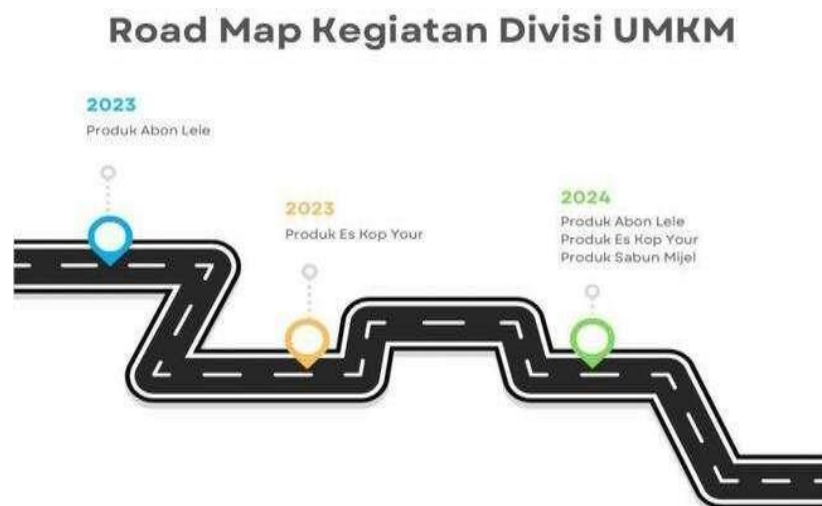 Road Map Kegiatan Divisi UMKM
2023
Produk Abon Lele
2023
Produk Es Kop Your
2024
Produk Abon Lele
Produk Es Kop Your
Produk Sabun Mijel